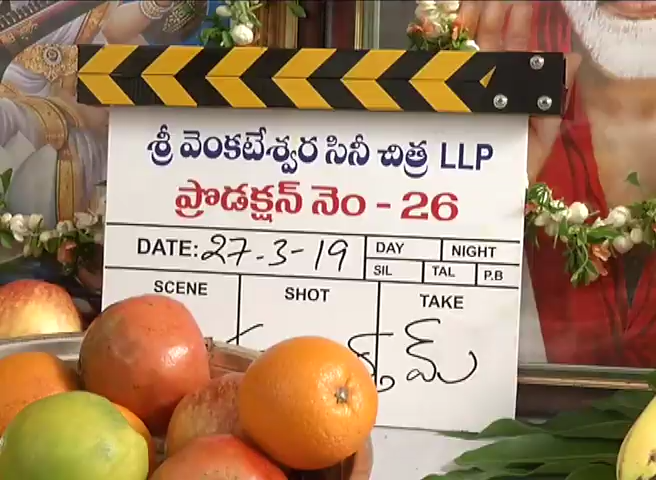 శ్రీ వెంకటేశ్వర సినీ చిత్ర LLP
ప్రొడక్షన్ నెం - 26
DATE: 27-3-19 DAY NIGHT
SIL TAL P.B
SCENE SHOT TAKE